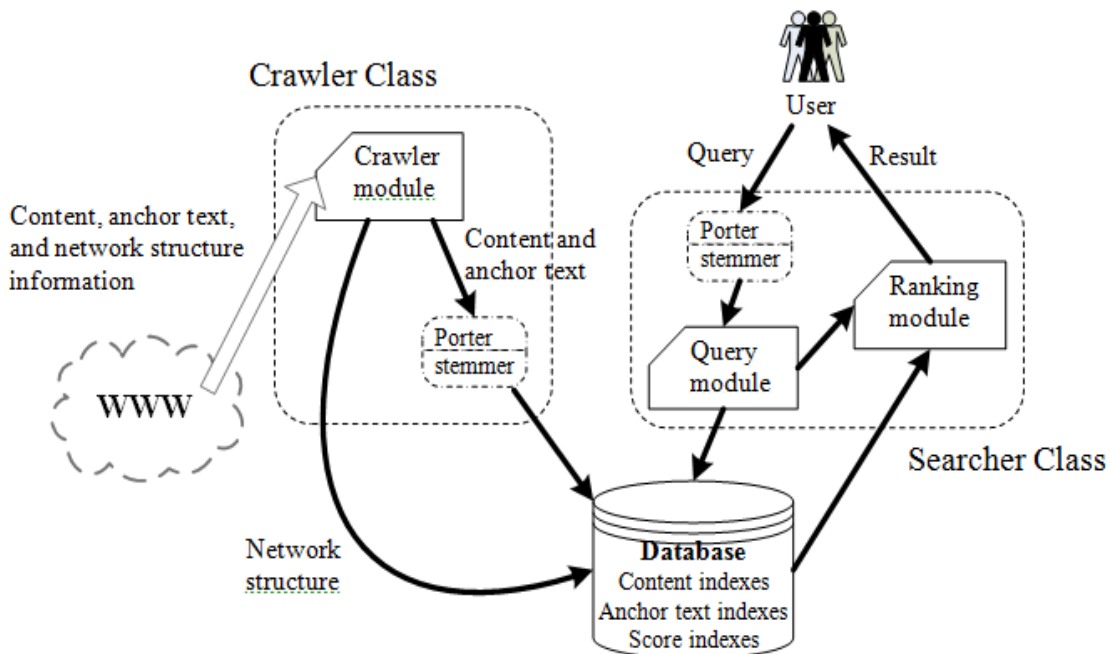 Crawler Class
Crawler
module
Content, anchor text,
and network structure
information
Content and
anchor text
Porter
stemmer
WWW
Network
structure
User
Query
Result
Porter
stemmer
Ranking
module
Query
module
Searcher Class
Database
Content indexes
Anchor text indexes
Score indexes